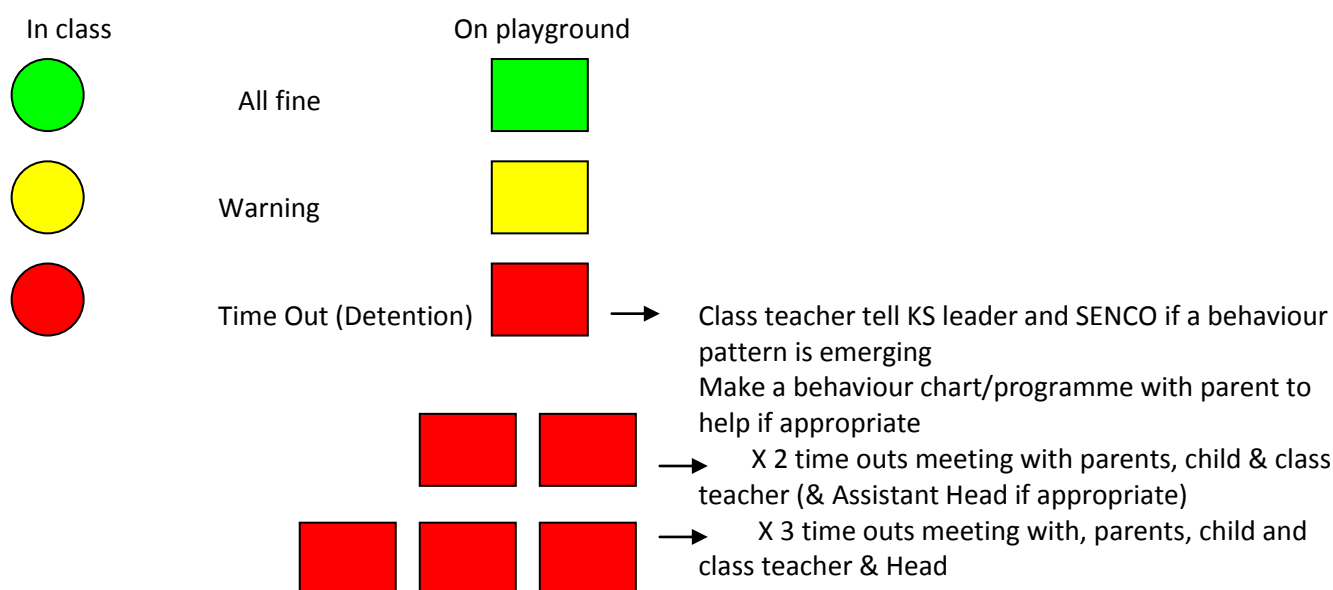 In class
On playground
All fine
Warning
Time Out (Detention)
Class teacher tell KS leader and SENCO if a behaviour
pattern is emerging
Make a behaviour chart/programme with parent to
help if appropriate
X 2 time outs meeting with parents, child & class
teacher (& Assistant Head if appropriate)
X 3 time outs meeting with, parents, child and
class teacher & Head